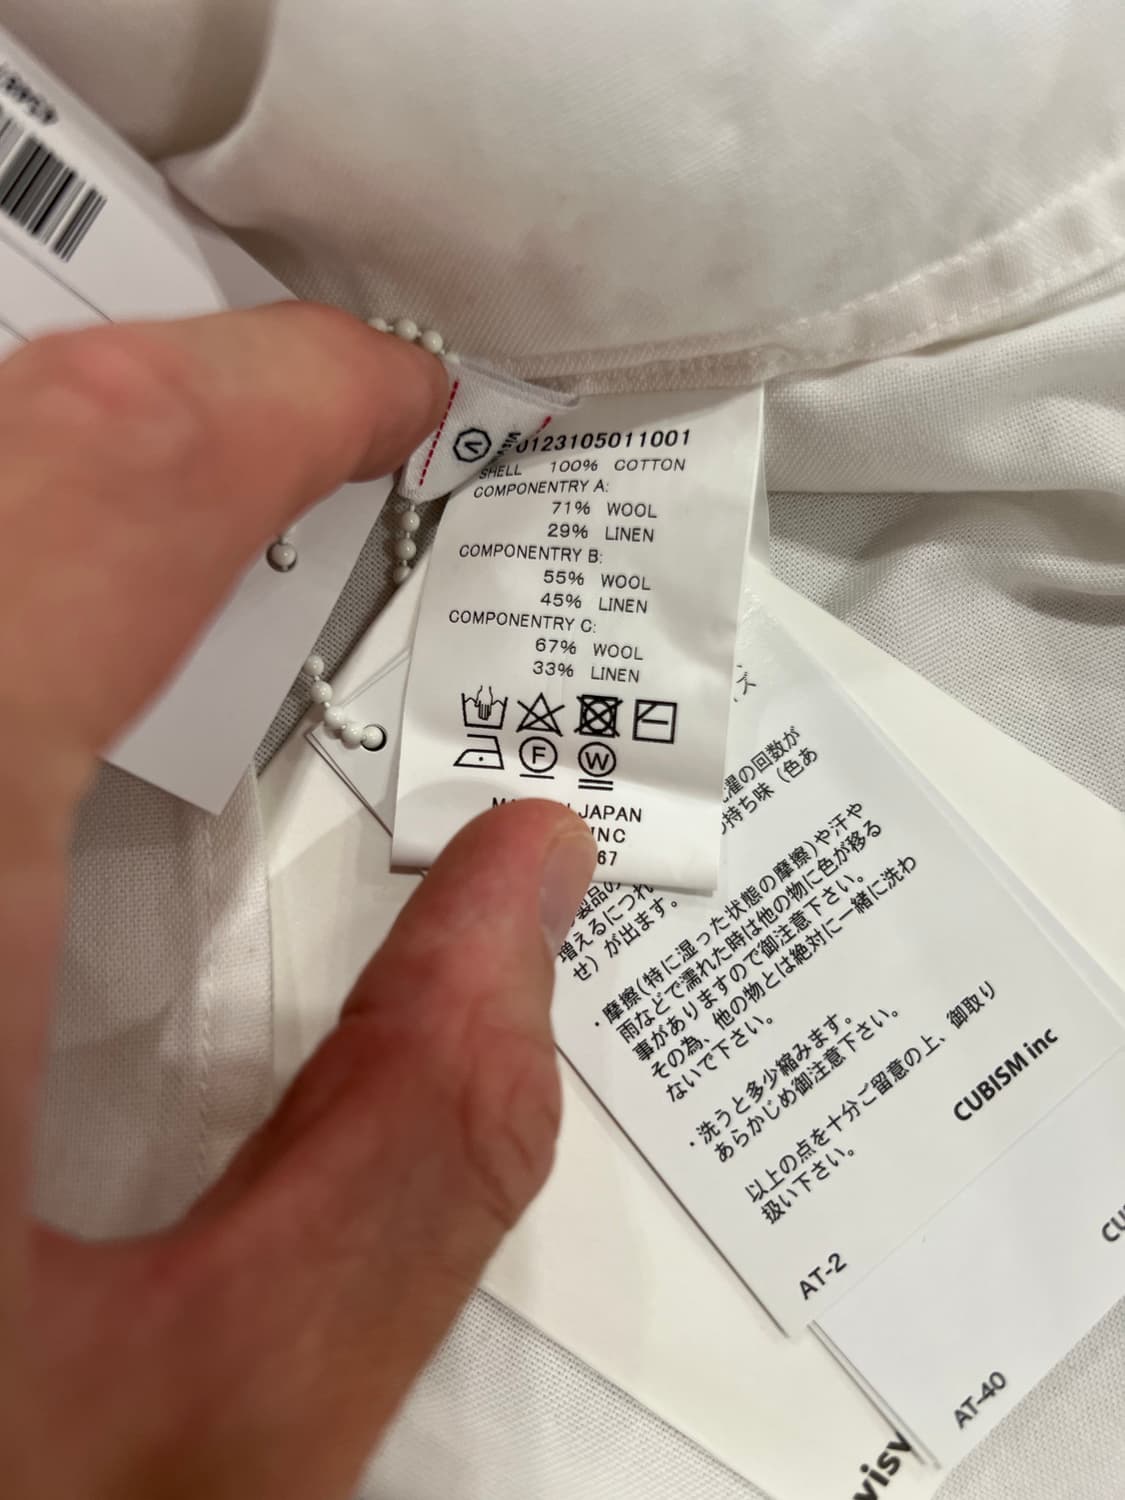 0123105011001
SHELL 100% COTTON
COMPONENTRY A:
71% WOOL
29% LINEN
COMPONENTRY B:
55% WOOL
45% LINEN
COMPONENTRY C:
67% WOOL
33% LINEN
F W
JAPAN
INC
67
濯の回数が
持ち味（色あ
製品の
増えるにつれ
せ）が出ます。
・摩擦(特に湿った状態の摩擦)や汗や
雨などで濡れた時は他の物に色が移る
事がありますので御注意下さい。
その為、他の物とは絶対に一緒に洗わ
ないで下さい。
・洗うと多少縮みます。
あらかじめ御注意下さい。
以上の点を十分ご留意の上、御取り
扱い下さい。
CUBISM inc
AT-2
CU
AT-40
visv